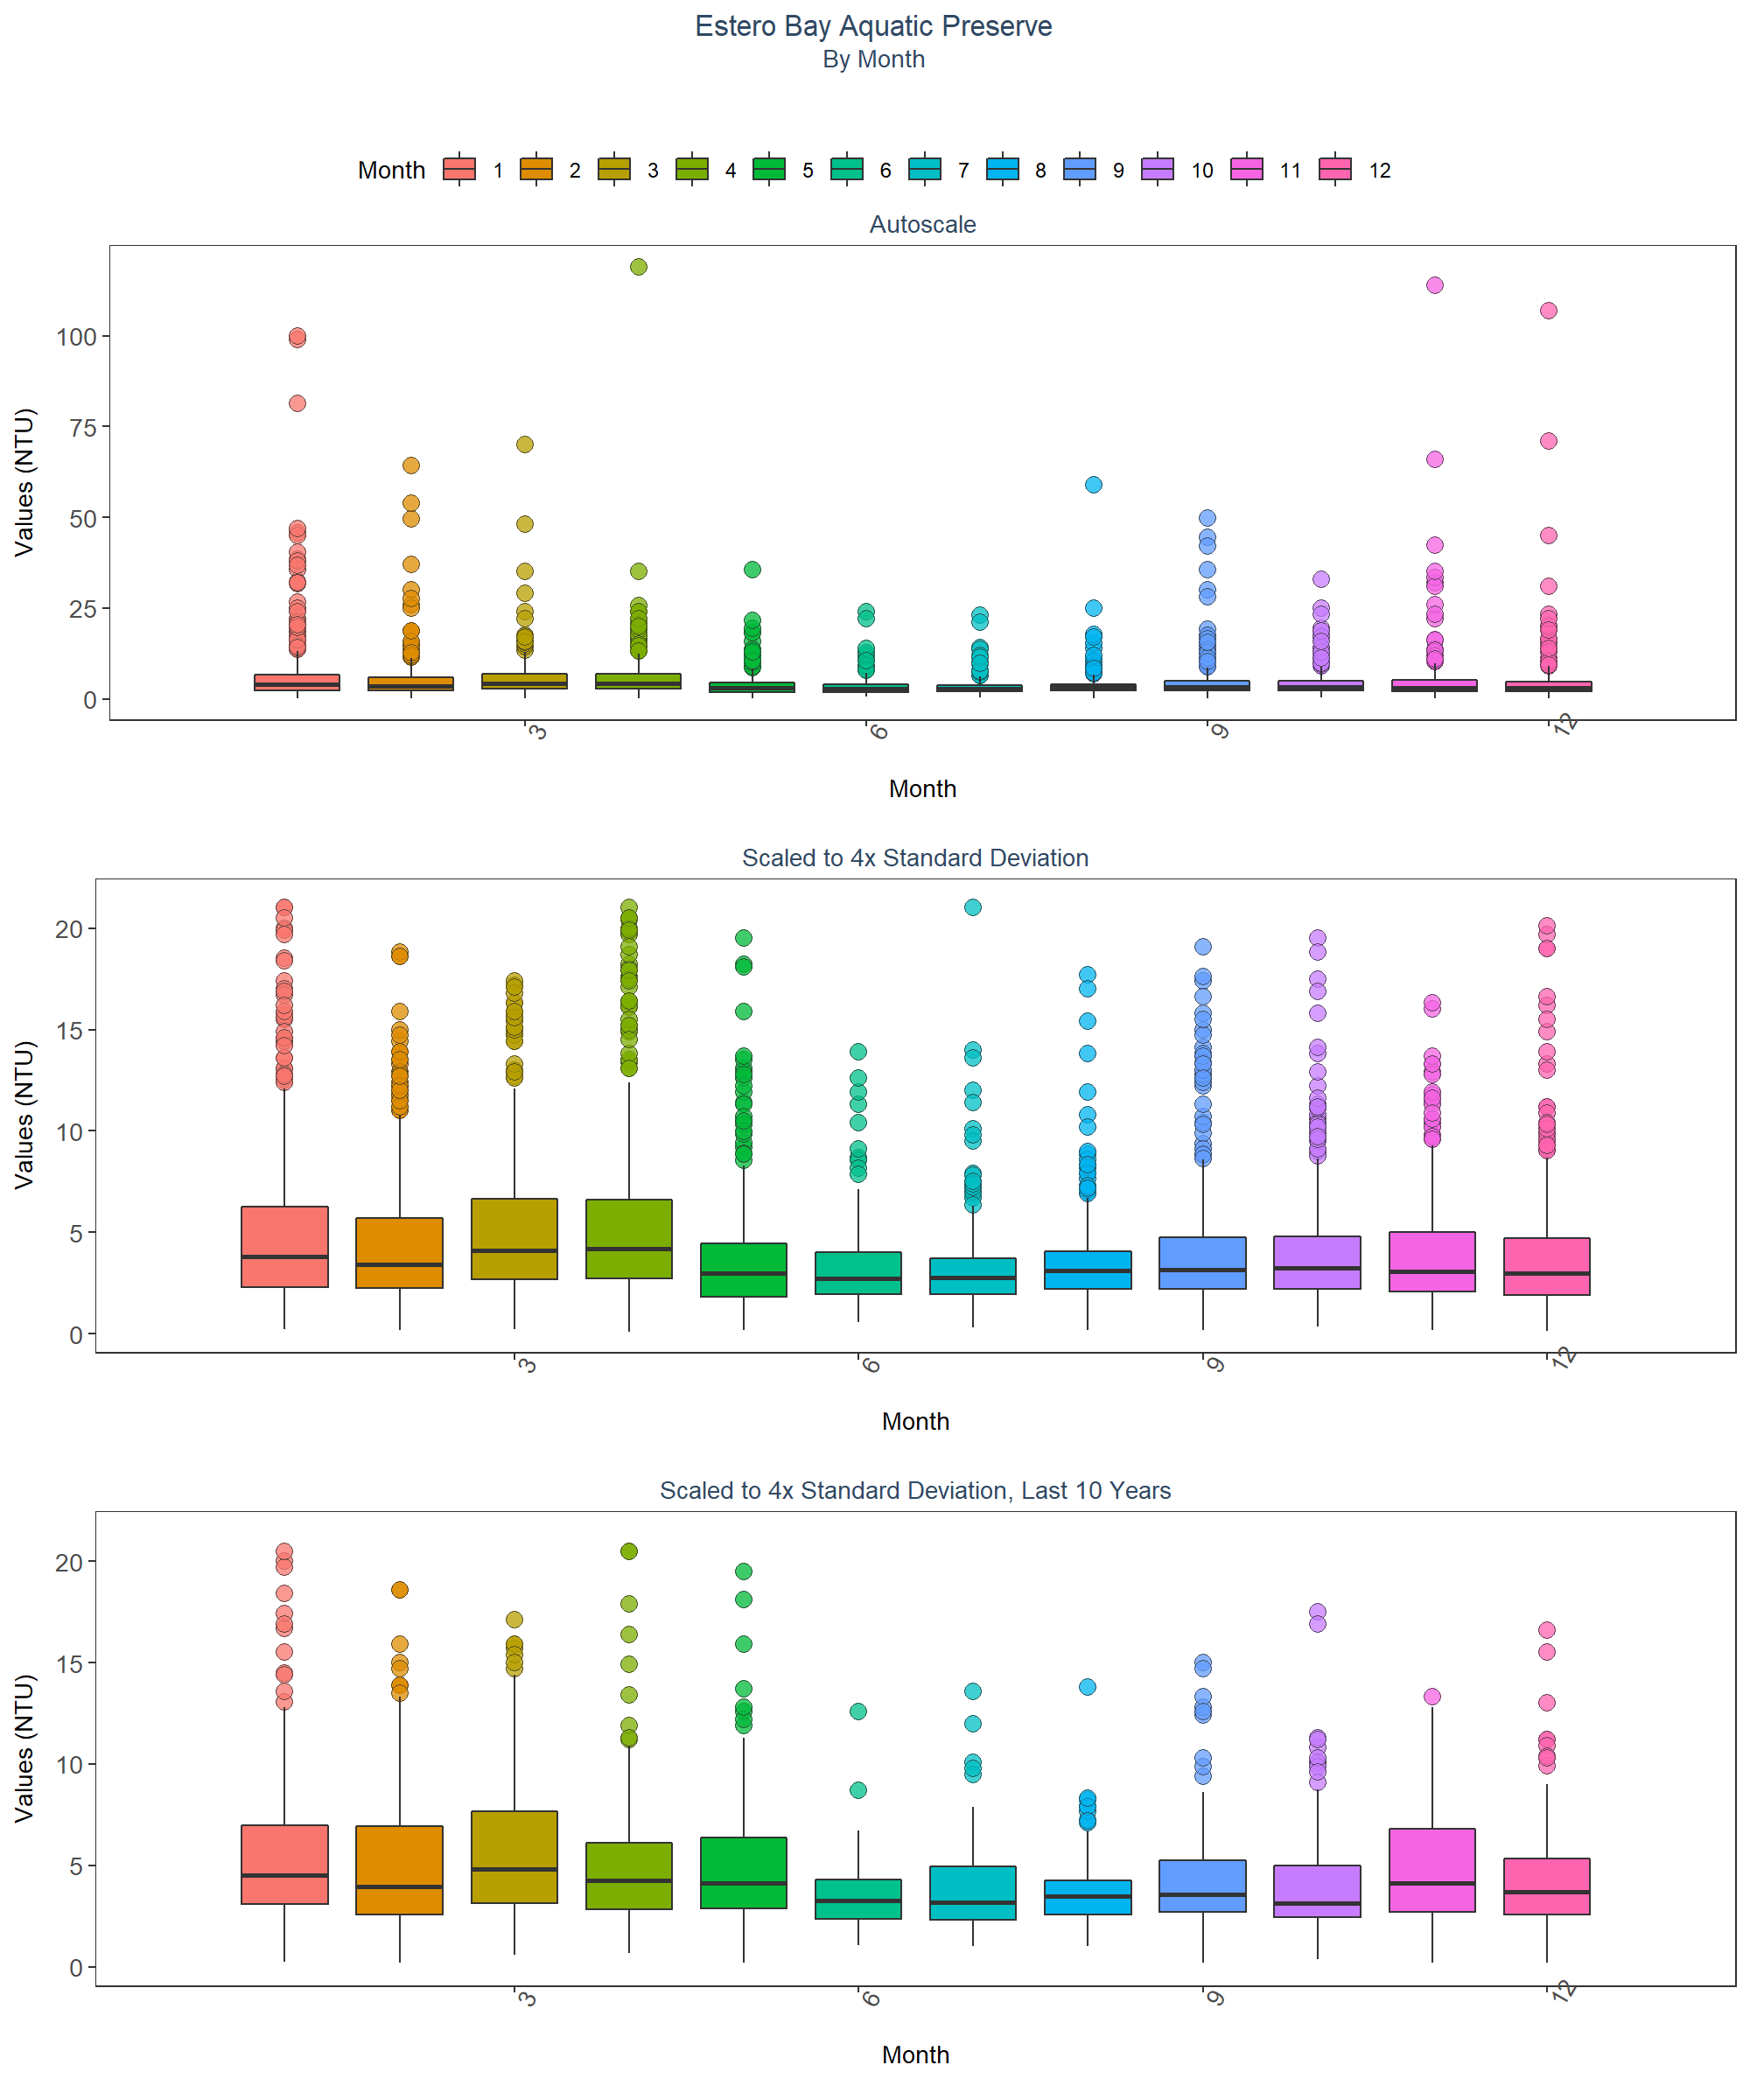 Estero Bay Aquatic Preserve
By Month
Month 1 2 3 4 5 6 7 8 9 10 11 12
Autoscale
Values (NTU)
100
75
50
25
0
3 6 9 12
Month
Scaled to 4x Standard Deviation
Values (NTU)
20
15
10
5
0
3 6 9 12
Month
Scaled to 4x Standard Deviation, Last 10 Years
Values (NTU)
20
15
10
5
0
3 6 9 12
Month